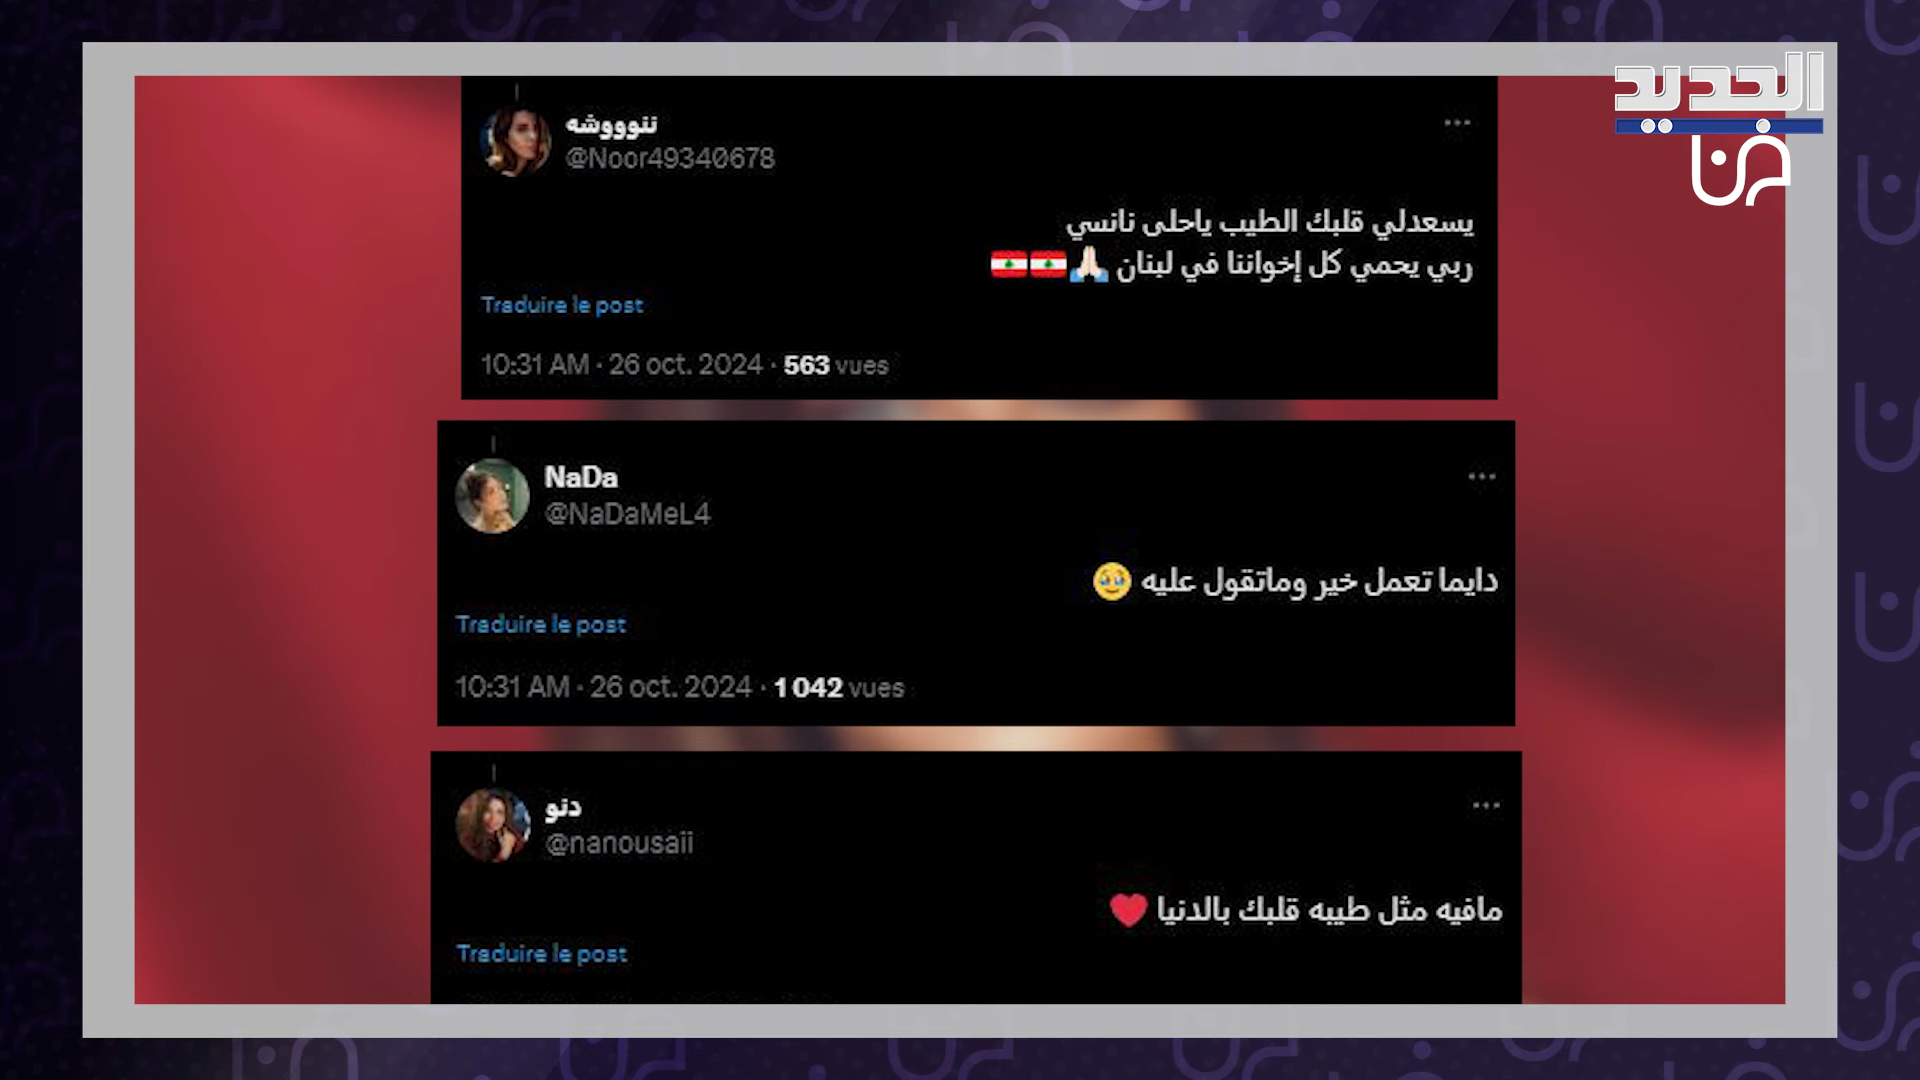 الجديد
فن
ننوووشه
@Noor49340678
يسعدلي قلبك الطيب ياحلى نانسي
ربي يحمي كل إخواننا في لبنان 🙏🏻🇱🇧🇱🇧
Traduire le post
10:31 AM · 26 oct. 2024 · 563 vues
NaDa
@NaDaMeL4
دايما تعمل خير وماتقول عليه 🥹
Traduire le post
10:31 AM · 26 oct. 2024 · 1 042 vues
دنو
@nanousaii
مافيه مثل طيبه قلبك بالدنيا ❤️
Traduire le post